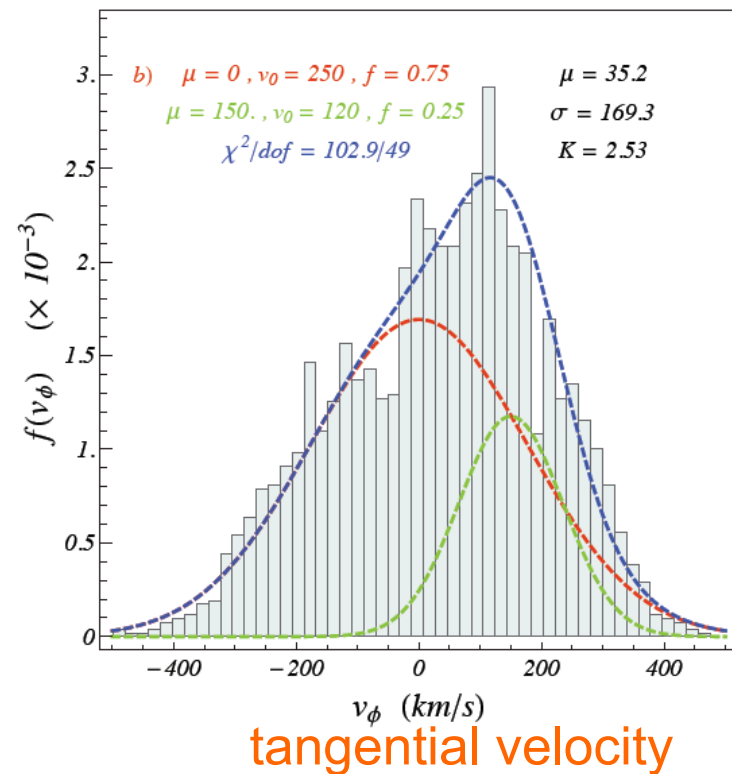 b) μ = 0 , v₀ = 250 , f = 0.75
μ = 150. , v₀ = 120 , f = 0.25
χ²/dof = 102.9/49
μ = 35.2
σ = 169.3
K = 2.53
f(vϕ) (× 10⁻³)
3.
2.5
2.
1.5
1.
0.5
0
−400 −200 0 200 400
vϕ (km/s)
tangential velocity